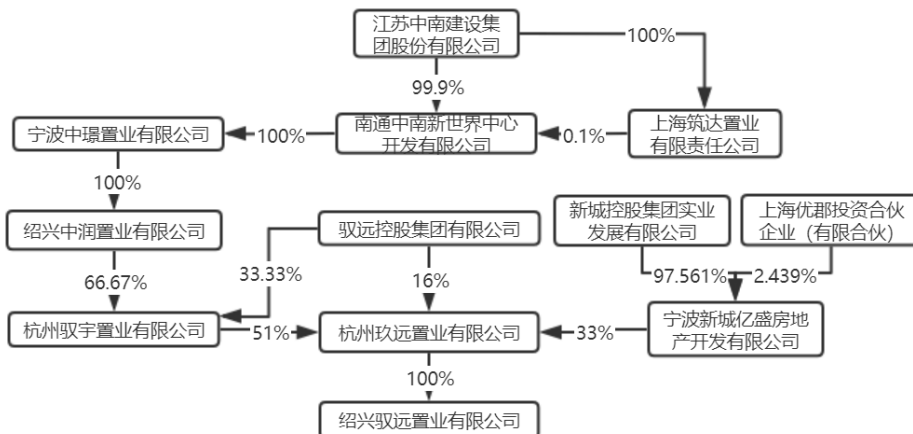 江苏中南建设集
团股份有限公司
100%
99.9%
宁波中璟置业有限公司
100%
南通中南新世界中心
开发有限公司
0.1%
上海筑达置业
有限责任公司
100%
绍兴中润置业有限公司
驭远控股集团有限公司
新城控股集团实业
发展有限公司
上海优郡投资合伙
企业（有限合伙）
66.67%
33.33%
16%
97.561%
2.439%
杭州驭宇置业有限公司
51%
杭州玖远置业有限公司
33%
宁波新城亿盛房地
产开发有限公司
100%
绍兴驭远置业有限公司